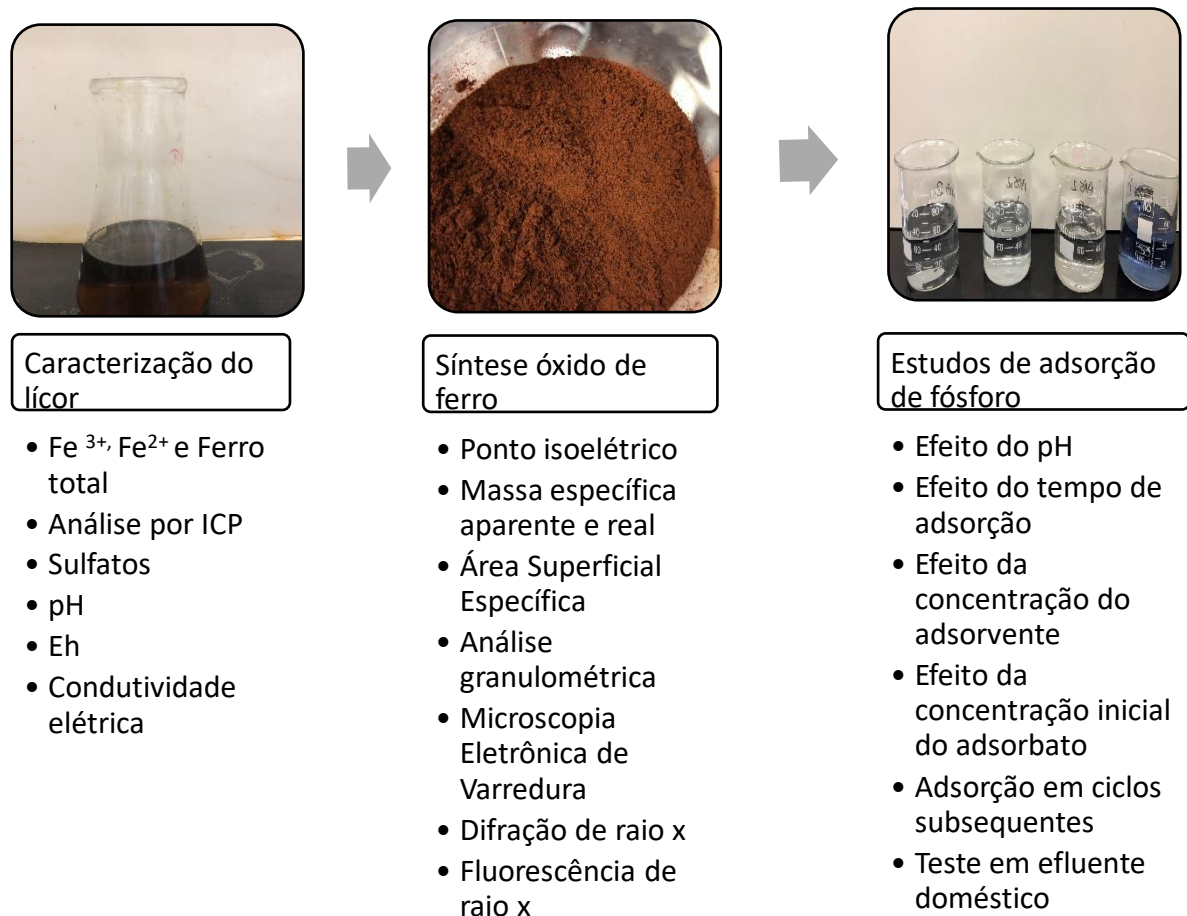 Caracterização do
lícor
• Fe ³⁺, Fe²⁺ e Ferro
total
• Análise por ICP
• Sulfatos
• pH
• Eh
• Condutividade
elétrica
Síntese óxido de
ferro
• Ponto isoelétrico
• Massa específica
aparente e real
• Área Superficial
Específica
• Análise
granulométrica
• Microscopia
Eletrônica de
Varredura
• Difração de raio x
• Fluorescência de
raio x
Estudos de adsorção
de fósforo
• Efeito do pH
• Efeito do tempo de
adsorção
• Efeito da
concentração do
adsorvente
• Efeito da
concentração inicial
do adsorbato
• Adsorção em ciclos
subsequentes
• Teste em efluente
doméstico